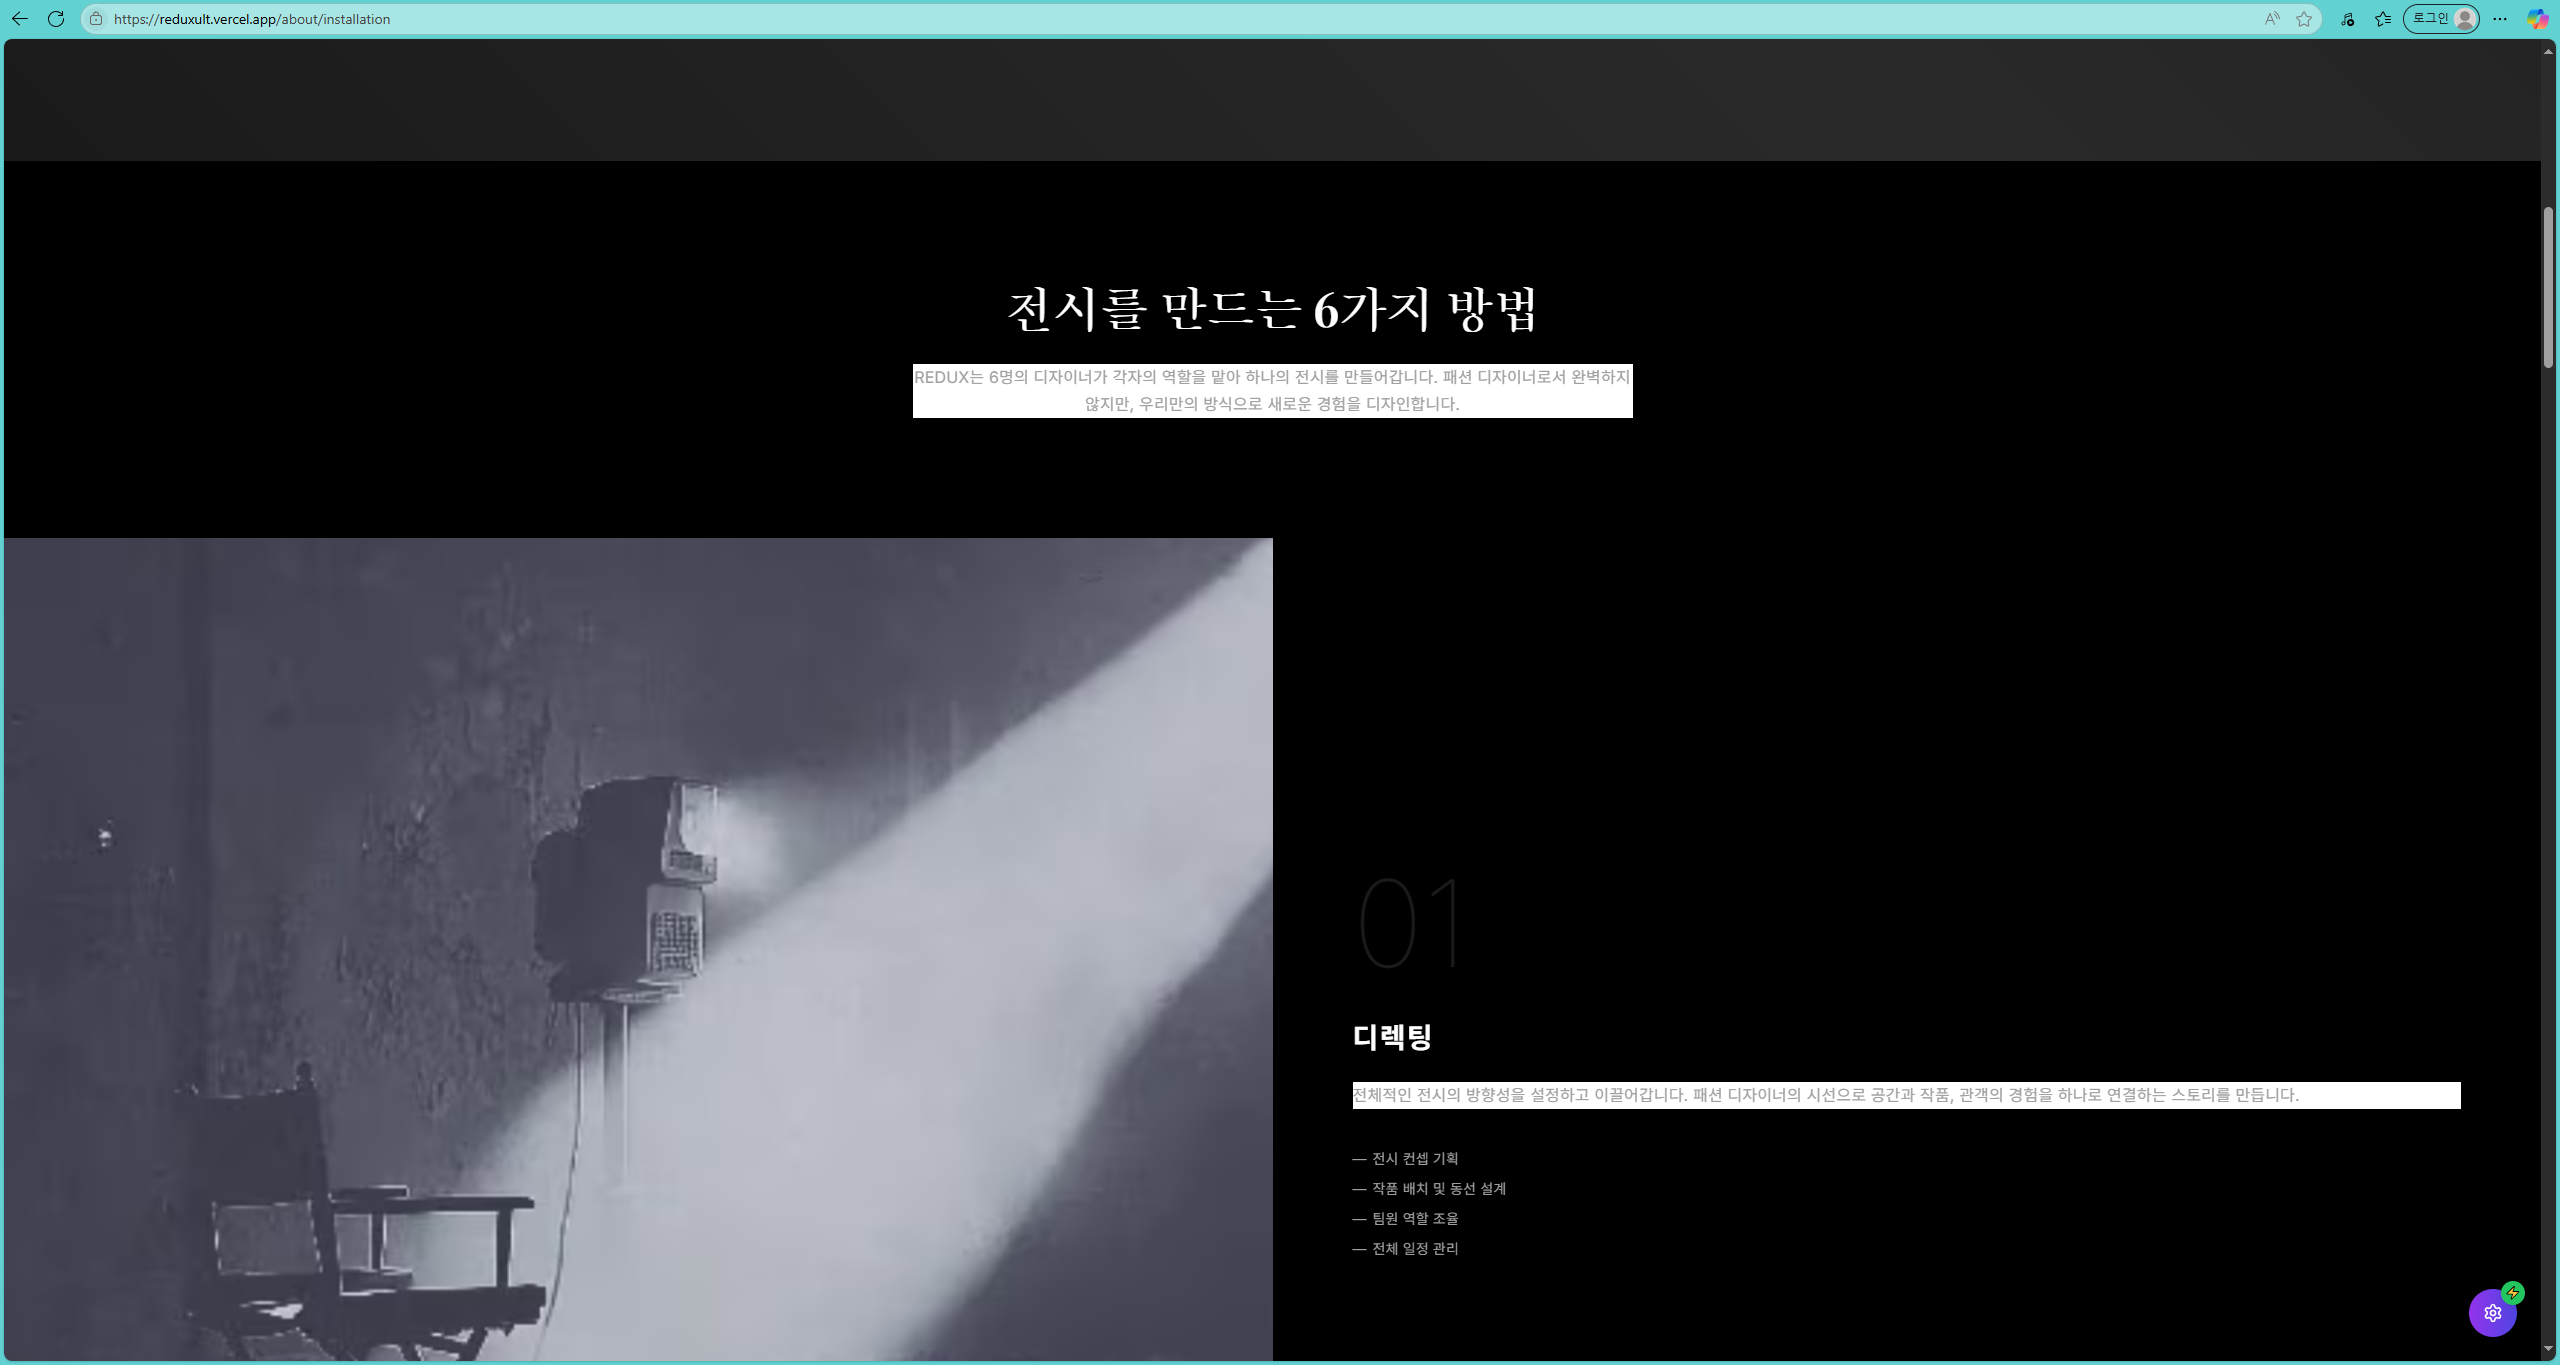 https://reduxult.vercel.app/about/installation
로그인
전시를 만드는 6가지 방법
REDUX는 6명의 디자이너가 각자의 역할을 맡아 하나의 전시를 만들어갑니다. 패션 디자이너로서 완벽하지
않지만, 우리만의 방식으로 새로운 경험을 디자인합니다.
01
디렉팅
전체적인 전시의 방향성을 설정하고 이끌어갑니다. 패션 디자이너의 시선으로 공간과 작품, 관객의 경험을 하나로 연결하는 스토리를 만듭니다.
— 전시 컨셉 기획
— 작품 배치 및 동선 설계
— 팀원 역할 조율
— 전체 일정 관리